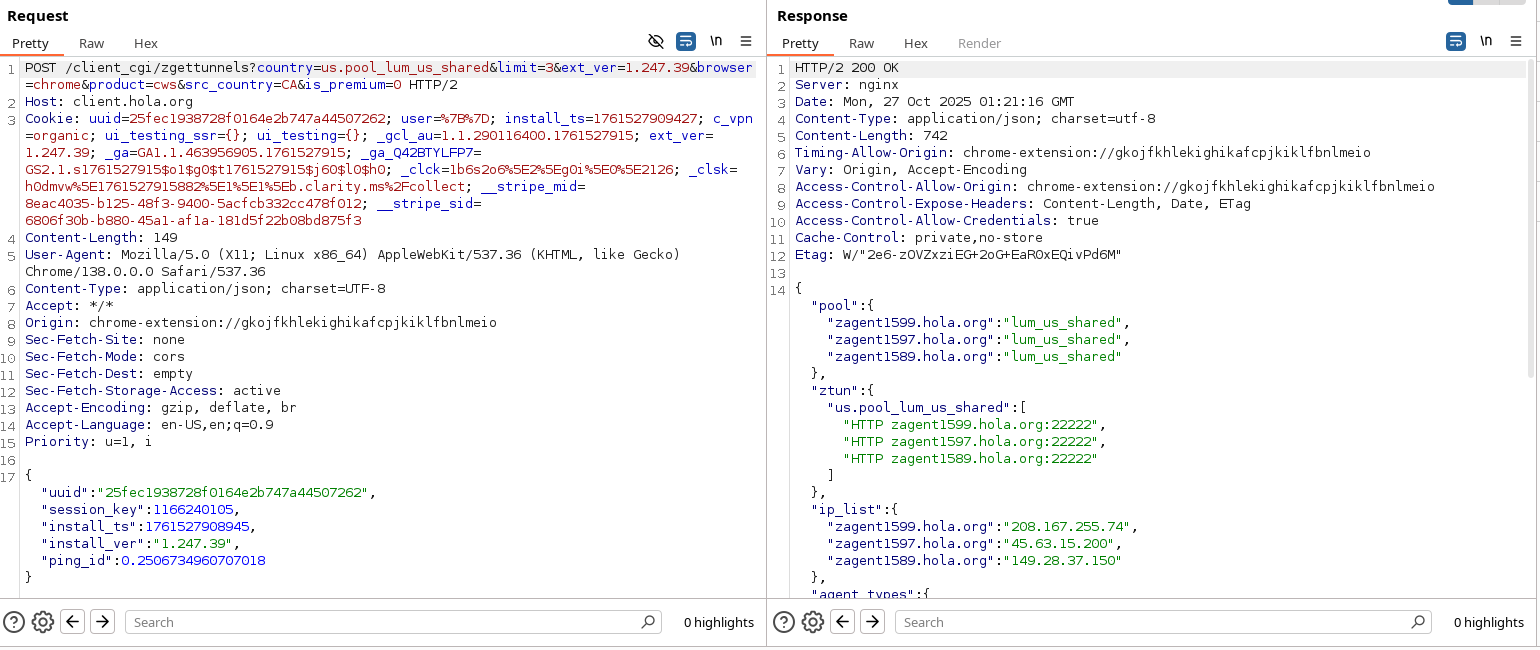 Request
Pretty Raw Hex
\n
1 POST /client_cgi/zgettunnels?country=us.pool_lum_us_shared&limit=3&ext_ver=1.247.39&browser
=chrome&product=cws&src_country=CA&is_premium=0 HTTP/2
2 Host: client.hola.org
3 Cookie: uuid=25fec1938728f0164e2b747a44507262; user=%7B%7D; install_ts=1761527909427; c_vpn
=organic; ui_testing_ssr={}; ui_testing={}; _gcl_au=1.1.290116400.1761527915; ext_ver=
1.247.39; _ga=GA1.1.463956905.1761527915; _ga_Q42BTYLFP7=
GS2.1.s1761527915$o1$g0$t1761527915$j60$l0$h0; _clck=1b6s2o6%5E2%5Eg0i%5E0%5E2126; _clsk=
h0dmvw%5E1761527915882%5E1%5E1%5Eb.clarity.ms%2Fcollect; __stripe_mid=
8eac4035-b125-48f3-9400-5acfcb332cc478f012; __stripe_sid=
6806f30b-b880-45a1-af1a-181d5f22b08bd875f3
4 Content-Length: 149
5 User-Agent: Mozilla/5.0 (X11; Linux x86_64) AppleWebKit/537.36 (KHTML, like Gecko)
Chrome/138.0.0.0 Safari/537.36
6 Content-Type: application/json; charset=UTF-8
7 Accept: */*
8 Origin: chrome-extension://gkojfkhlekighikafcpjkiklfbnlmeio
9 Sec-Fetch-Site: none
10 Sec-Fetch-Mode: cors
11 Sec-Fetch-Dest: empty
12 Sec-Fetch-Storage-Access: active
13 Accept-Encoding: gzip, deflate, br
14 Accept-Language: en-US,en;q=0.9
15 Priority: u=1, i
16
17 {
"uuid":"25fec1938728f0164e2b747a44507262",
"session_key":1166240105,
"install_ts":1761527908945,
"install_ver":"1.247.39",
"ping_id":0.2506734960707018
}
Search
0 highlights
Response
Pretty Raw Hex Render
\n
1 HTTP/2 200 OK
2 Server: nginx
3 Date: Mon, 27 Oct 2025 01:21:16 GMT
4 Content-Type: application/json; charset=utf-8
5 Content-Length: 742
6 Timing-Allow-Origin: chrome-extension://gkojfkhlekighikafcpjkiklfbnlmeio
7 Vary: Origin, Accept-Encoding
8 Access-Control-Allow-Origin: chrome-extension://gkojfkhlekighikafcpjkiklfbnlmeio
9 Access-Control-Expose-Headers: Content-Length, Date, ETag
10 Access-Control-Allow-Credentials: true
11 Cache-Control: private,no-store
12 Etag: W/"2e6-zOVZxziEG+2oG+EaROxEQivPd6M"
13
14 {
"pool":{
"zagent1599.hola.org":"lum_us_shared",
"zagent1597.hola.org":"lum_us_shared",
"zagent1589.hola.org":"lum_us_shared"
},
"ztun":{
"us.pool_lum_us_shared":[
"HTTP zagent1599.hola.org:22222",
"HTTP zagent1597.hola.org:22222",
"HTTP zagent1589.hola.org:22222"
]
},
"ip_list":{
"zagent1599.hola.org":"208.167.255.74",
"zagent1597.hola.org":"45.63.15.200",
"zagent1589.hola.org":"149.28.37.150"
},
"agent_types":{
Search
0 highlights